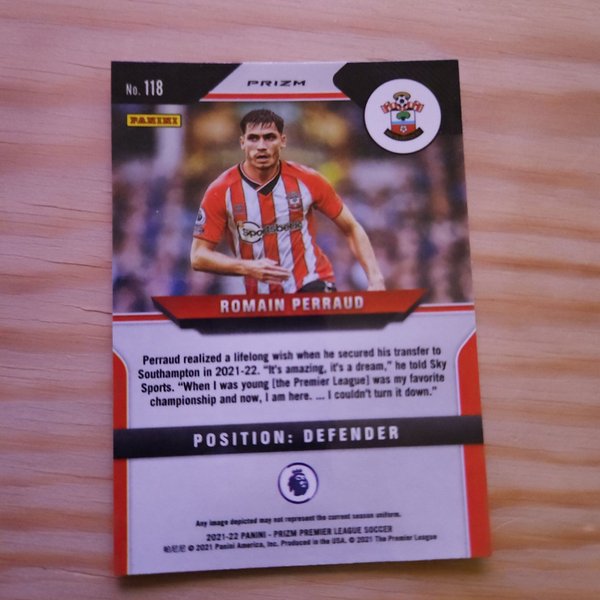 No. 118
PRIZM
PANINI
Sportsbet
ROMAIN PERRAUD
Perraud realized a lifelong wish when he secured his transfer to
Southampton in 2021-22. “It's amazing, it's a dream,” he told Sky
Sports. “When I was young [the Premier League] was my favorite
championship and now, I am here. ... I couldn't turn it down.”
POSITION: DEFENDER
Any image depicted may not represent the current season uniform.
2021-22 PANINI - PRIZM PREMIER LEAGUE SOCCER
帕尼尼 © 2021 Panini America, Inc. Produced in the USA. © 2021 The Premier League